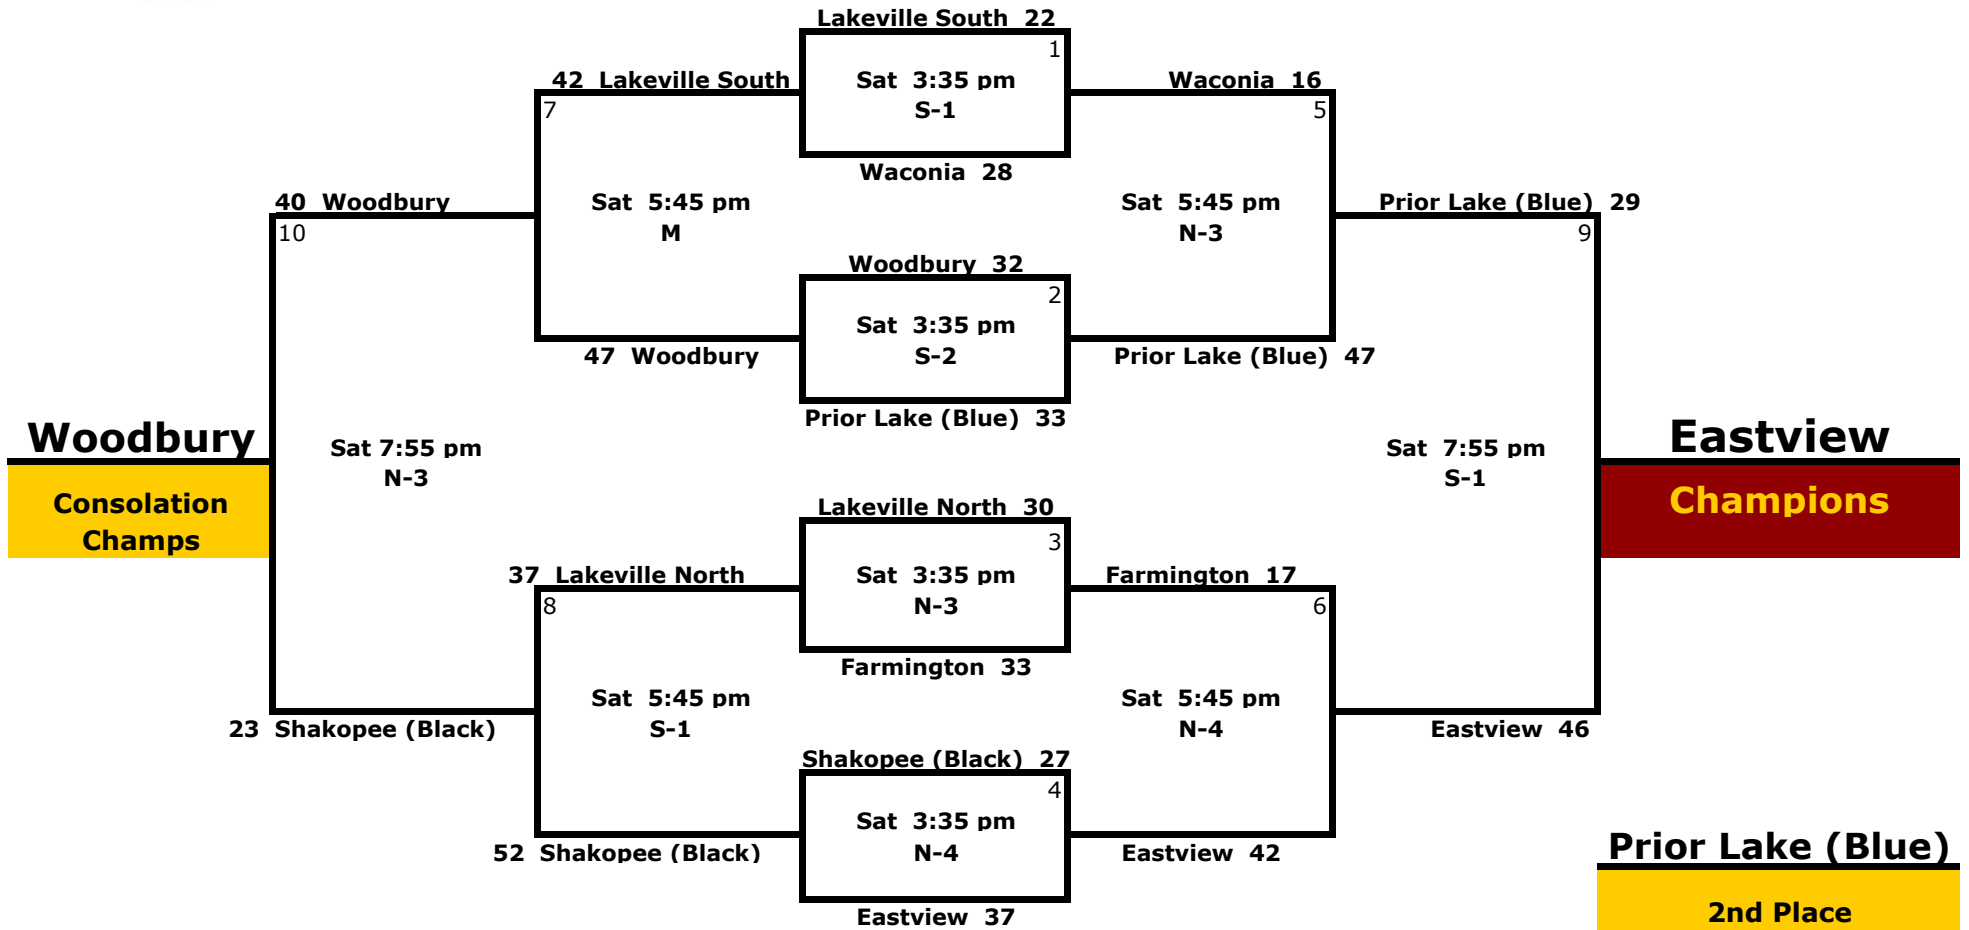 Lakeville South 22
1
42 Lakeville South
Sat 3:35 pm
Waconia 16
7
S-1
5
Waconia 28
40 Woodbury
Sat 5:45 pm
Sat 5:45 pm
Prior Lake (Blue) 29
10
M
N-3
9
Woodbury 32
2
Sat 3:35 pm
47 Woodbury
S-2
Prior Lake (Blue) 47
Prior Lake (Blue) 33
Woodbury
Sat 7:55 pm
Sat 7:55 pm
Eastview
N-3
S-1
Consolation
Champs
Champions
Lakeville North 30
3
37 Lakeville North
Sat 3:35 pm
Farmington 17
8
N-3
6
Farmington 33
Sat 5:45 pm
Sat 5:45 pm
23 Shakopee (Black)
S-1
N-4
Eastview 46
Shakopee (Black) 27
4
Sat 3:35 pm
52 Shakopee (Black)
N-4
Eastview 42
Prior Lake (Blue)
Eastview 37
2nd Place